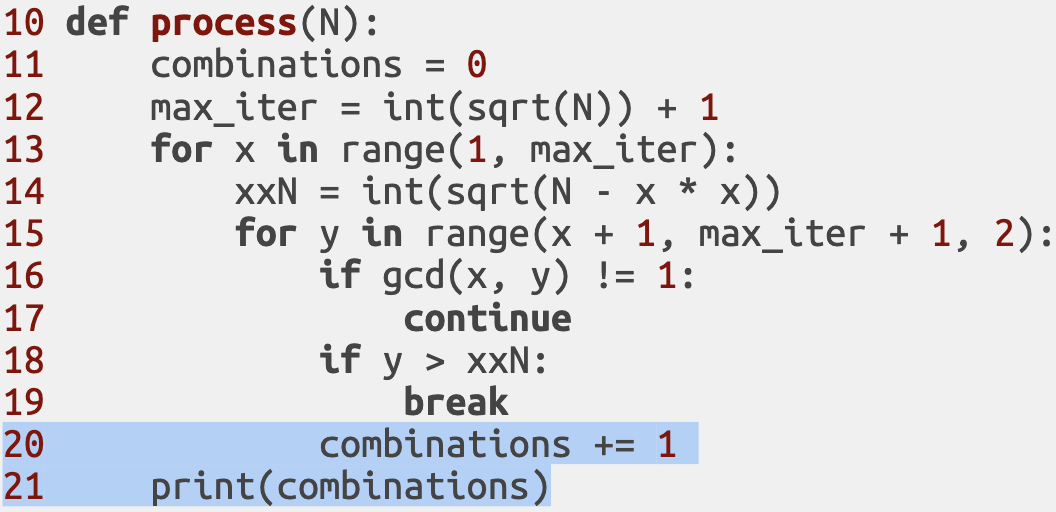 10 def process(N):
11     combinations = 0
12     max_iter = int(sqrt(N)) + 1
13     for x in range(1, max_iter):
14         xxN = int(sqrt(N - x * x))
15         for y in range(x + 1, max_iter + 1, 2):
16             if gcd(x, y) != 1:
17                 continue
18             if y > xxN:
19                 break
20             combinations += 1
21     print(combinations)